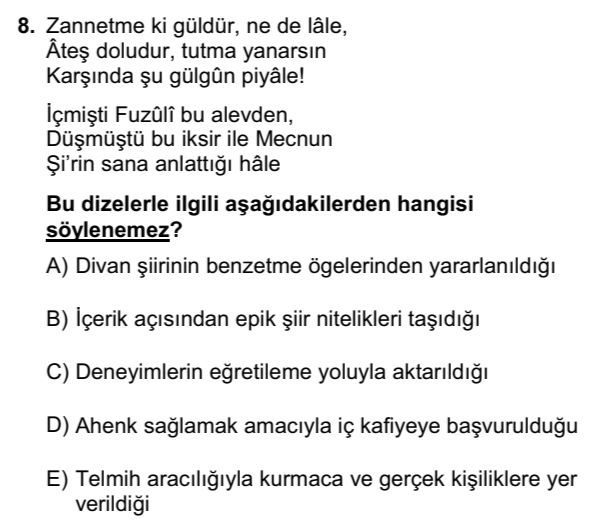 8. Zannetme ki güldür, ne de lâle,
Âteş doludur, tutma yanarsın
Karşında şu gülgûn piyâle!
İçmişti Fuzûlî bu alevden,
Düşmüştü bu iksir ile Mecnun
Şi'rin sana anlattığı hâle
Bu dizelerle ilgili aşağıdakilerden hangisi
söylenemez?
A) Divan şiirinin benzetme ögelerinden yararlanıldığı
B) İçerik açısından epik şiir nitelikleri taşıdığı
C) Deneyimlerin eğretileme yoluyla aktarıldığı
D) Ahenk sağlamak amacıyla iç kafiyeye başvurulduğu
E) Telmih aracılığıyla kurmaca ve gerçek kişiliklere yer
verildiği